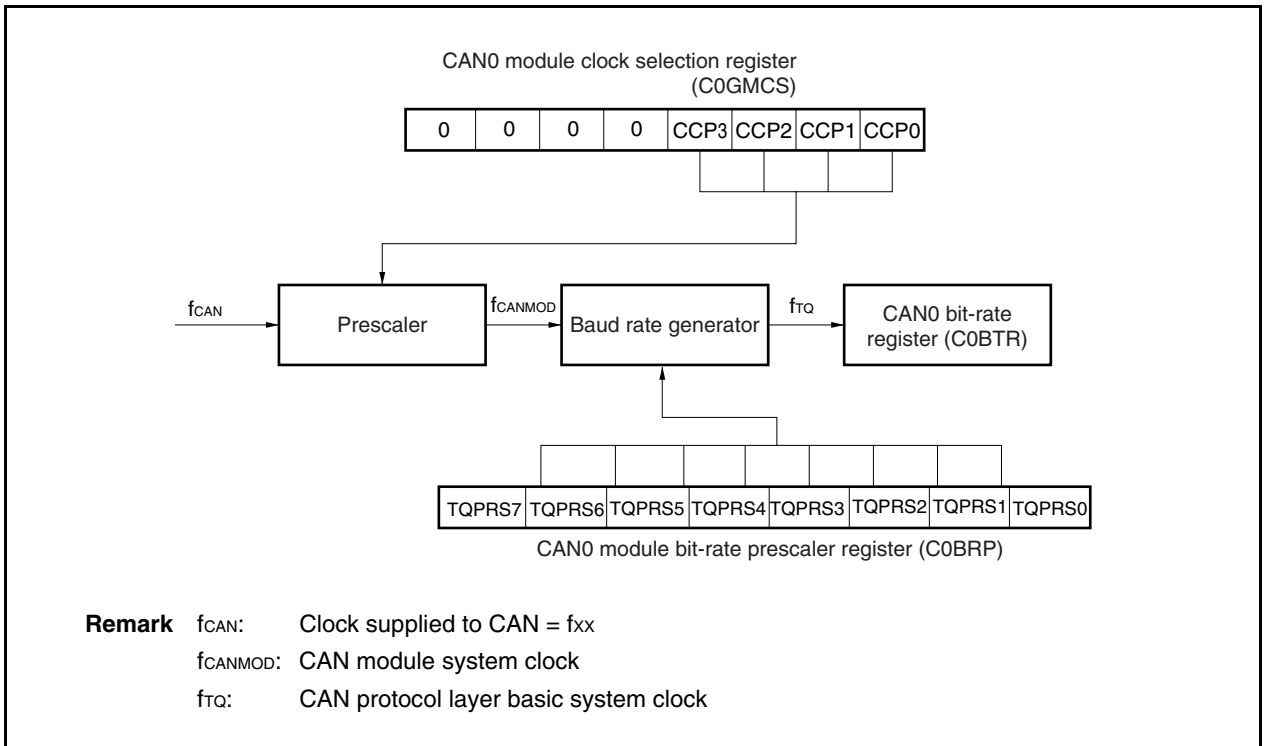 CAN0 module clock selection register
(C0GMCS)
0 0 0 0 CCP3 CCP2 CCP1 CCP0
fCAN
Prescaler
fCANMOD
Baud rate generator
fTQ
CAN0 bit-rate
register (C0BTR)
TQPRS7 TQPRS6 TQPRS5 TQPRS4 TQPRS3 TQPRS2 TQPRS1 TQPRS0
CAN0 module bit-rate prescaler register (C0BRP)
Remark fCAN: Clock supplied to CAN = fXX
fCANMOD: CAN module system clock
fTQ: CAN protocol layer basic system clock